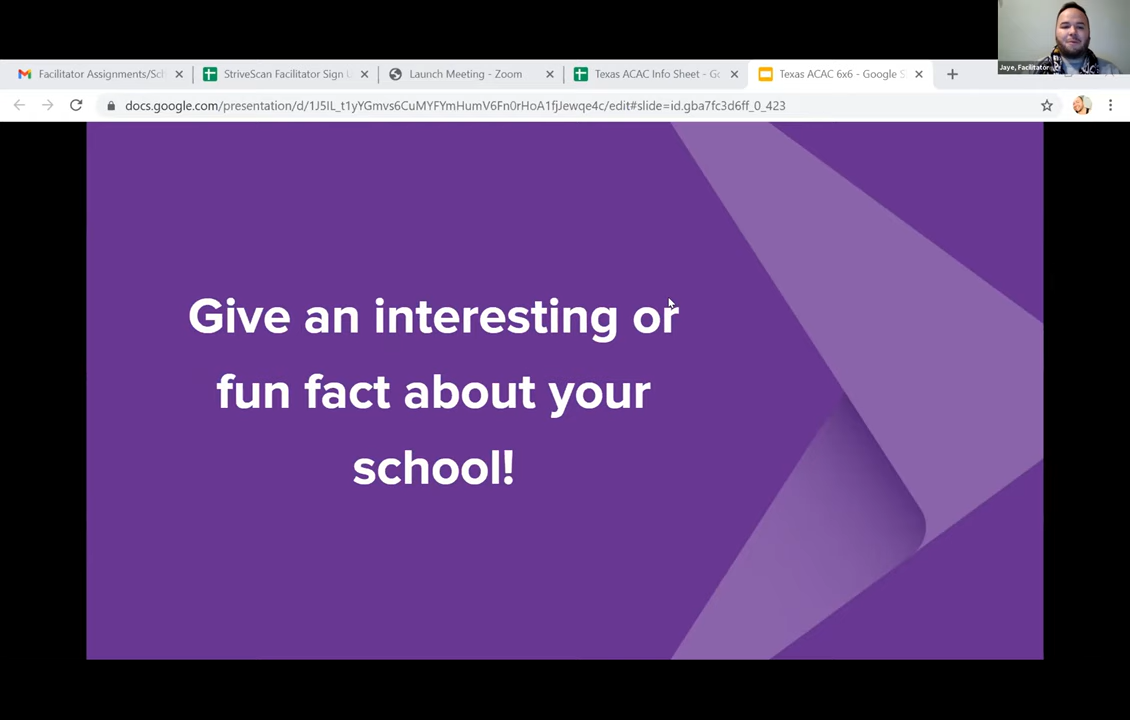 Jaye, Facilitator
Facilitator Assignments/Sch
StriveScan Facilitator Sign U
Launch Meeting - Zoom
Texas ACAC Info Sheet - Go
Texas ACAC 6x6 - Google S
docs.google.com/presentation/d/1J5IL_t1yYGmvs6CuMYFYmHumV6Fn0rHoA1fjJewqe4c/edit#slide=id.gba7fc3d6ff_0_423
Give an interesting or
fun fact about your
school!